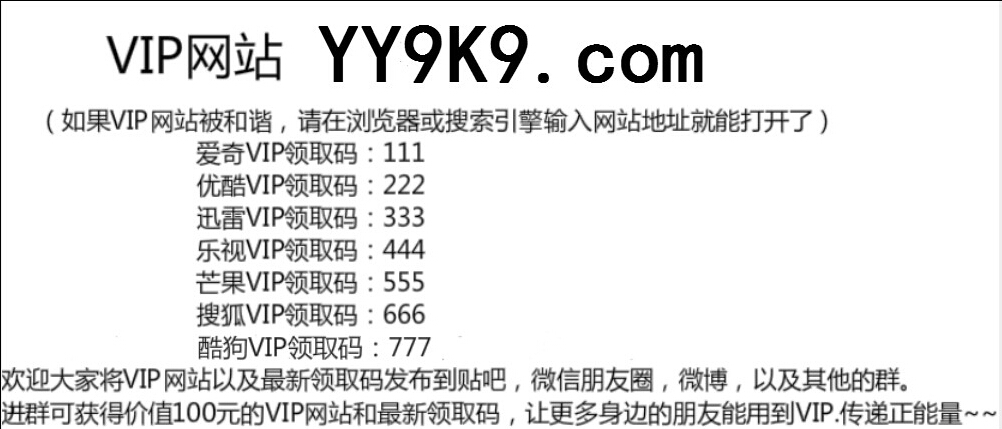 VIP网站 YY9K9.com
（如果VIP网站被和谐，请在浏览器或搜索引擎输入网站地址就能打开了）
爱奇VIP领取码：111
优酷VIP领取码：222
迅雷VIP领取码：333
乐视VIP领取码：444
芒果VIP领取码：555
搜狐VIP领取码：666
酷狗VIP领取码：777
欢迎大家将VIP网站以及最新领取码发布到贴吧，微信朋友圈，微博，以及其他的群。
进群可获得价值100元的VIP网站和最新领取码，让更多身边的朋友能用到VIP.传递正能量~~